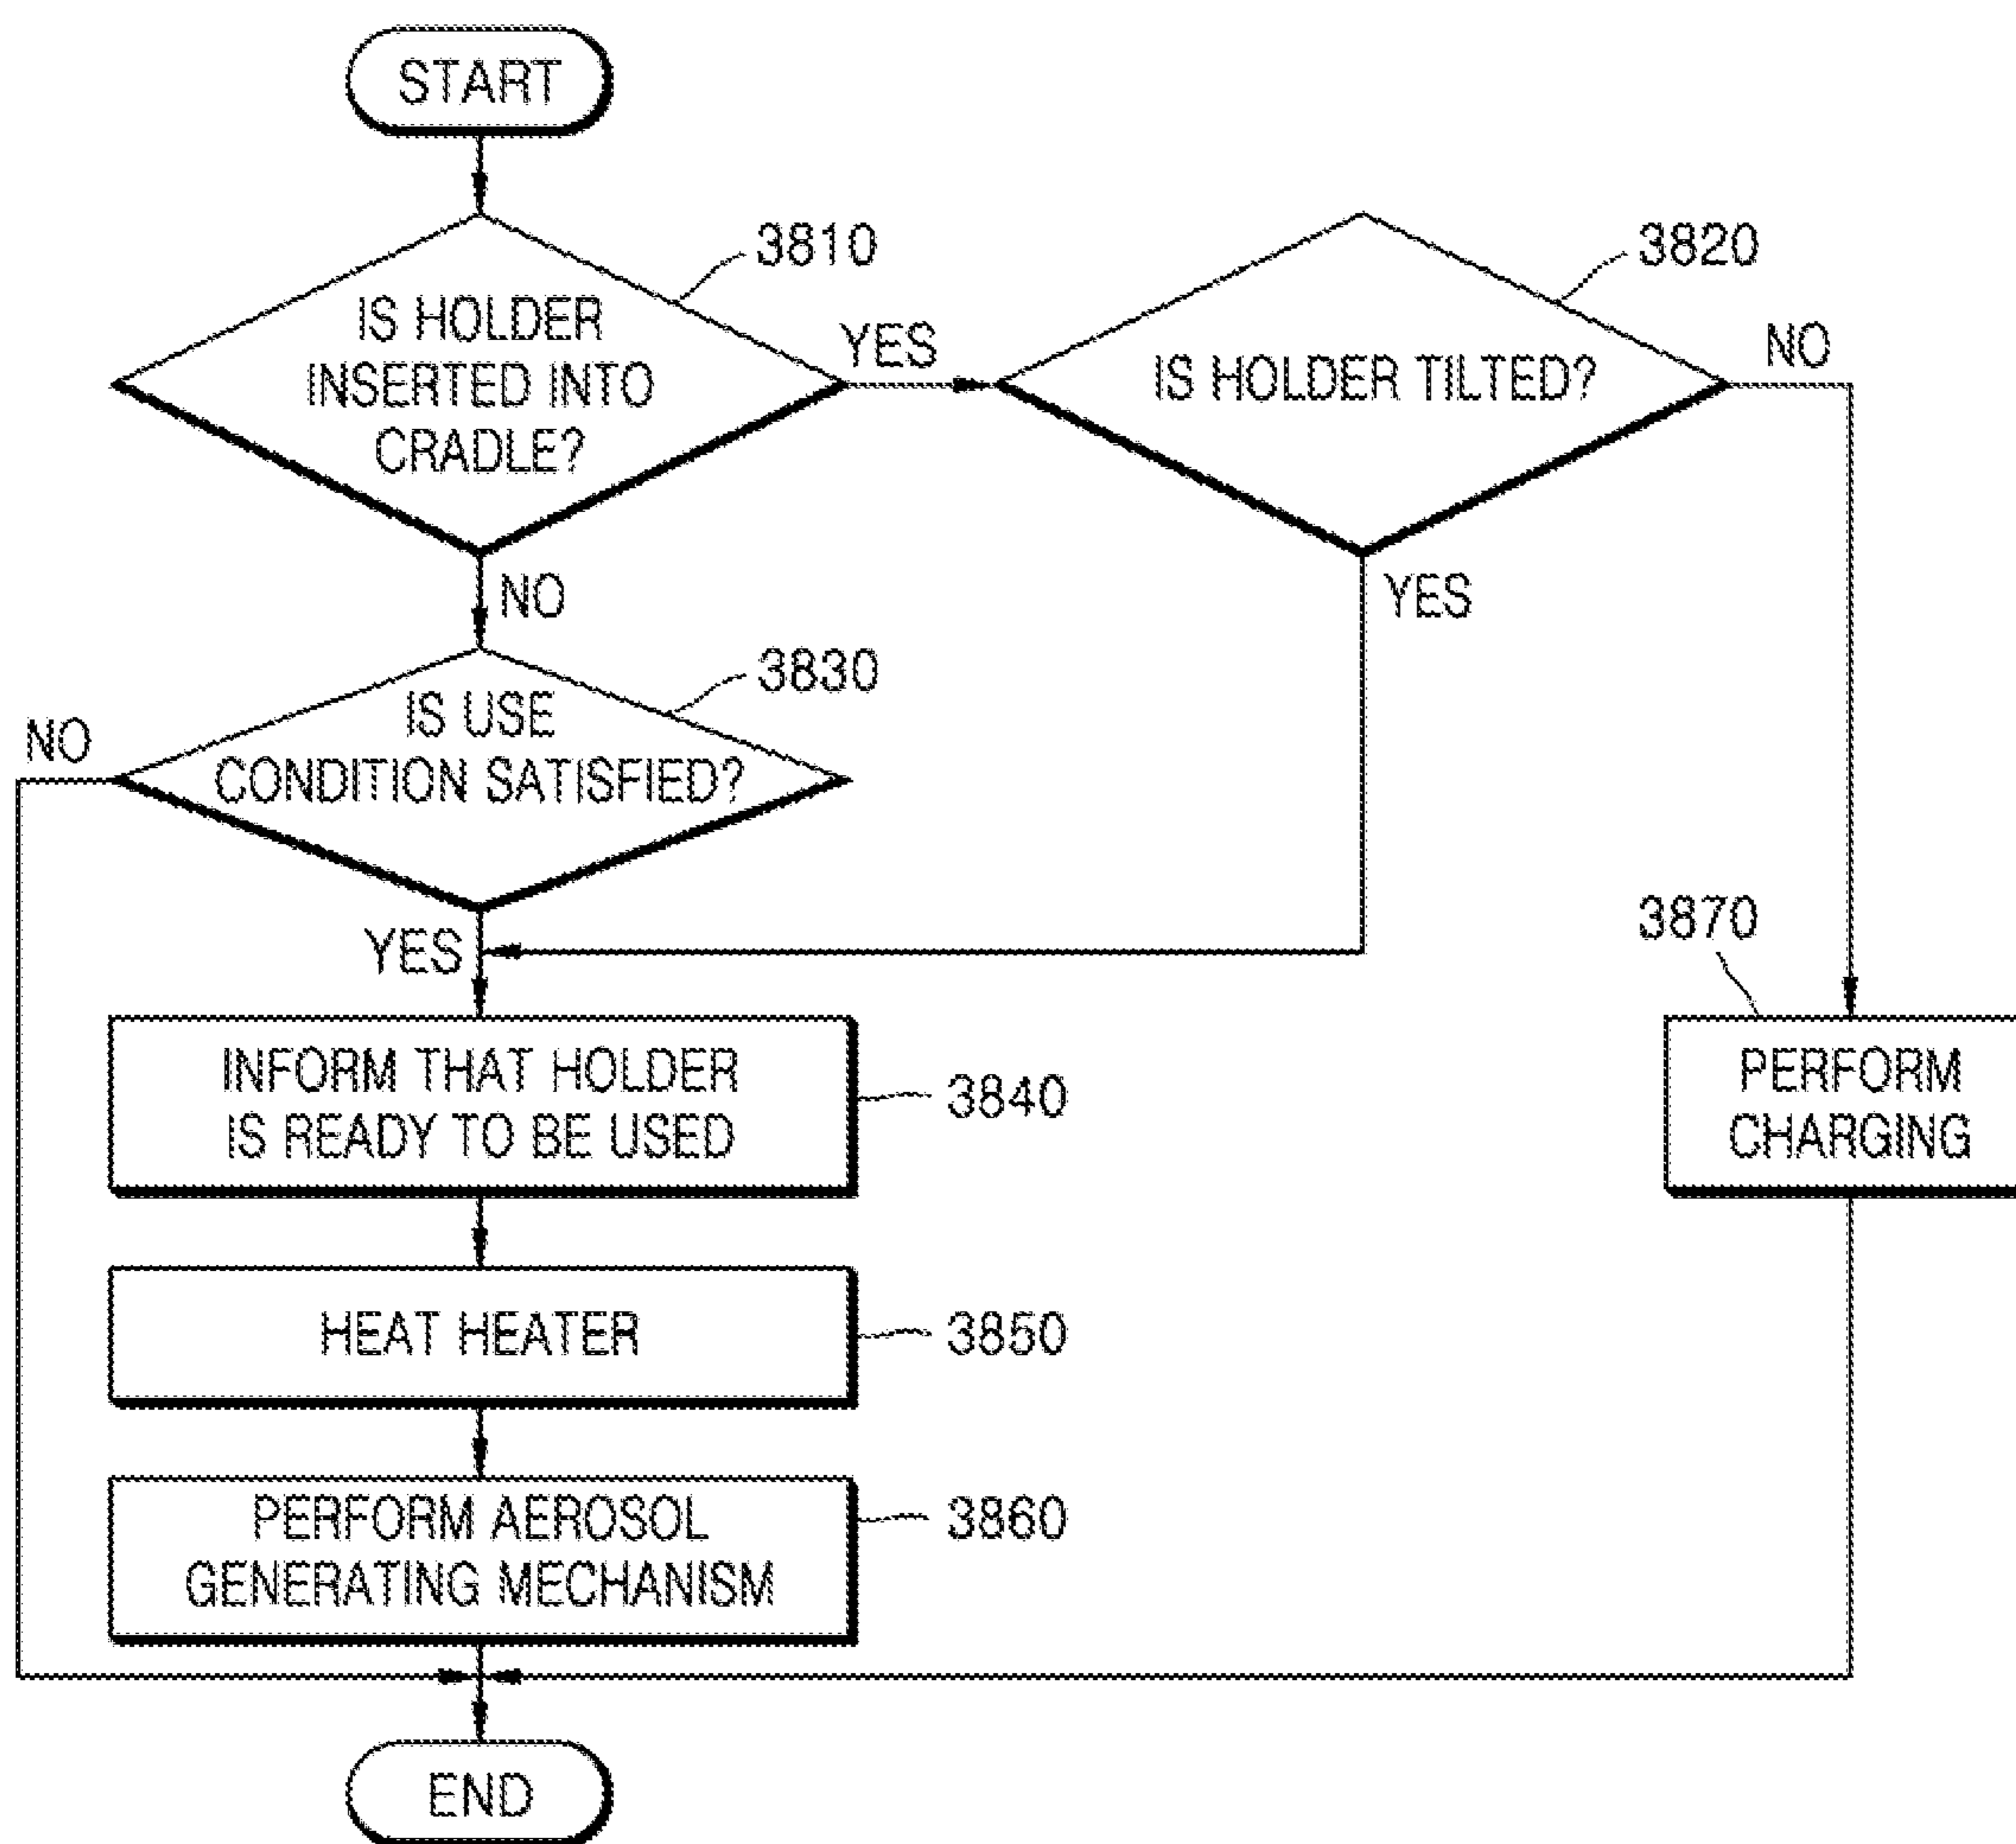 START
3810
IS HOLDER
INSERTED INTO
CRADLE?
YES
3820
IS HOLDER TILTED?
NO
NO
YES
3830
IS USE
CONDITION SATISFIED?
NO
YES
3840
INFORM THAT HOLDER
IS READY TO BE USED
3870
PERFORM
CHARGING
HEAT HEATER
3850
PERFORM AEROSOL
GENERATING MECHANISM
3860
END